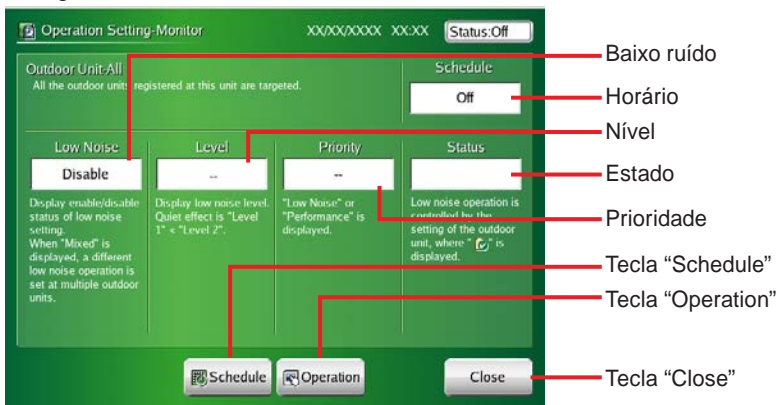 Operation Setting-Monitor
XX/XX/XXXX XX:XX
Status:Off
Outdoor Unit-All
All the outdoor units registered at this unit are targeted.
Schedule
Off
Low Noise
Disable
Display enable/disable
status of low noise
setting.
When "Mixed" is
displayed, a different
low noise operation is
set at multiple outdoor
units.
Level
--
Display low noise level.
Quiet effect is "Level
1" < "Level 2".
Priority
--
"Low Noise" or
"Performance" is
displayed.
Status
Low noise operation is
controlled by the
setting of the outdoor
unit, where " " is
displayed.
Schedule
Operation
Close
Baixo ruído
Horário
Nível
Estado
Prioridade
Tecla “Schedule”
Tecla “Operation”
Tecla “Close”